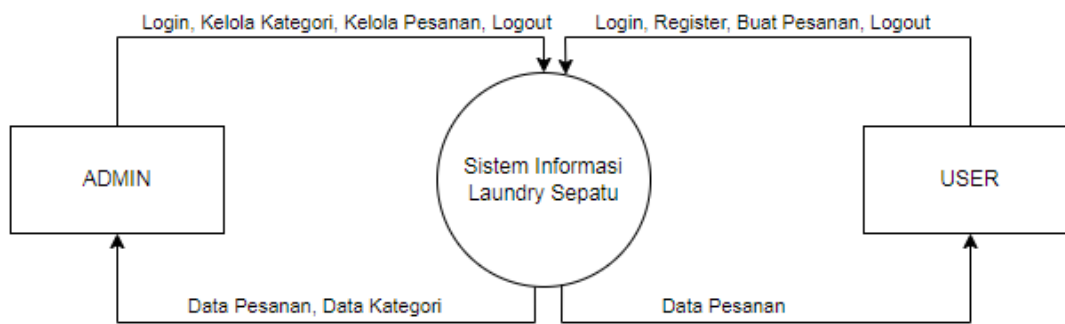 Login, Kelola Kategori, Kelola Pesanan, Logout
Login, Register, Buat Pesanan, Logout
ADMIN
Sistem Informasi
Laundry Sepatu
USER
Data Pesanan, Data Kategori
Data Pesanan